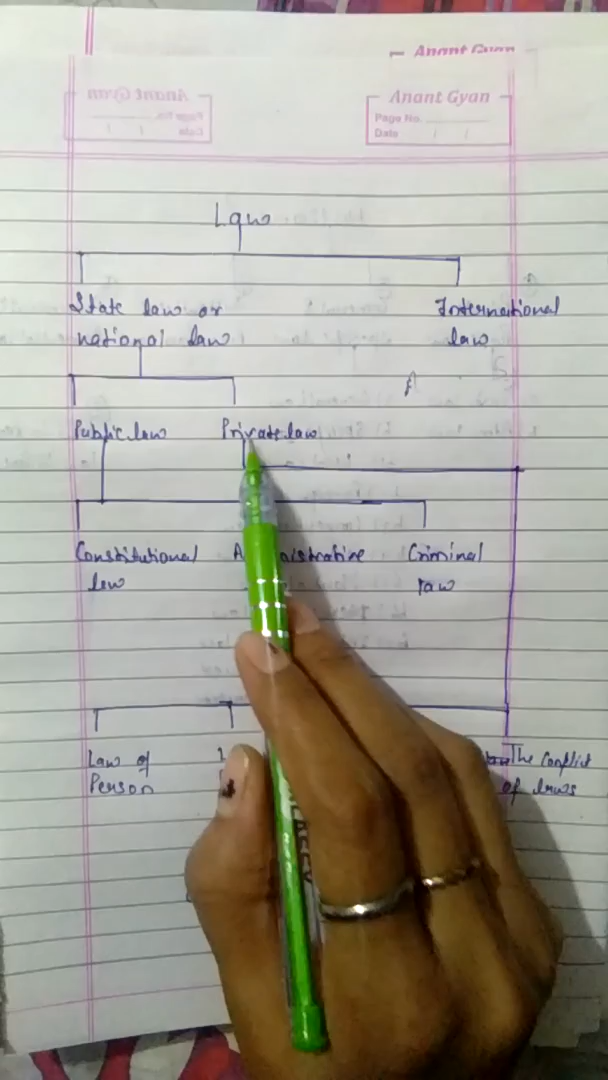 Anant Gyan
Anant Gyan
Page No.
Date
Law
State law or
national law
International
law
Public law
Private law
Constitutional
law
Criminal
law
Law of
Person
The Conflict
of laws